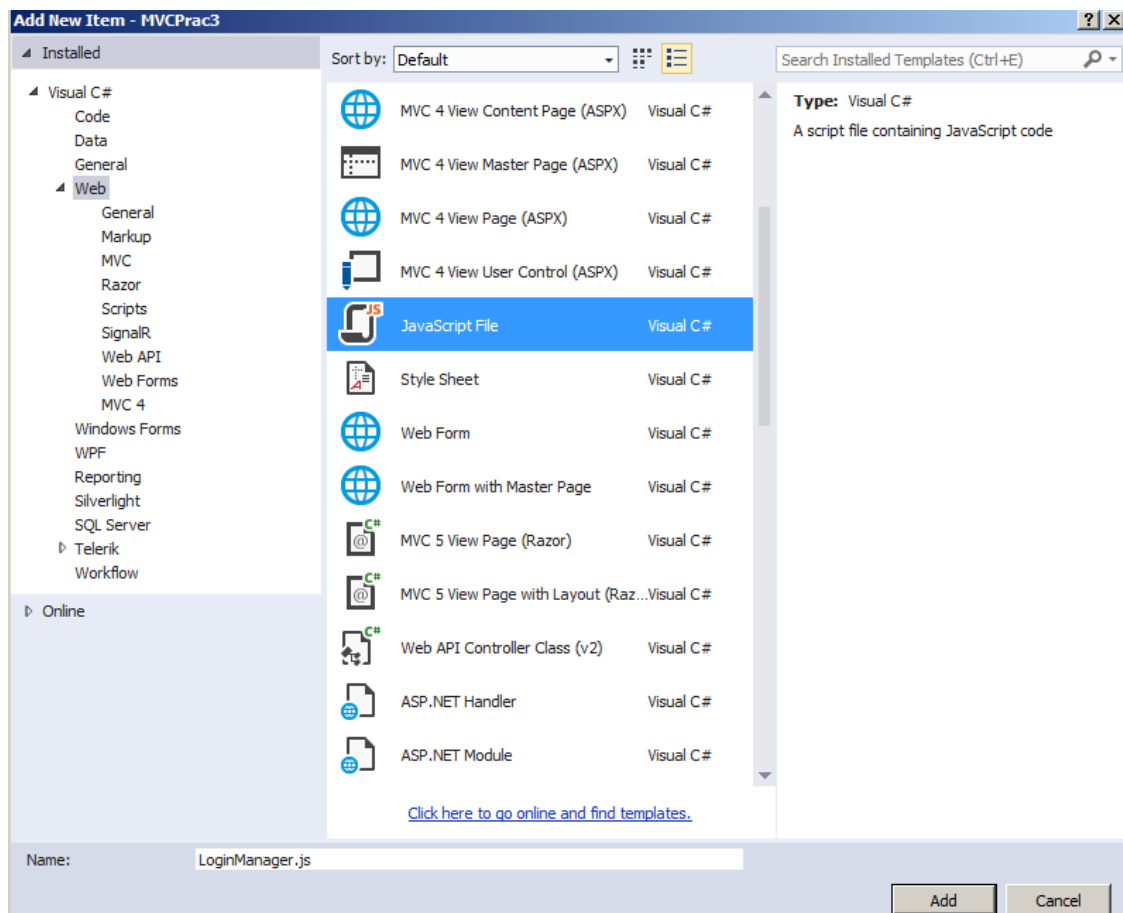 Add New Item - MVCPrac3
Installed
Sort by: Default
Search Installed Templates (Ctrl+E)
Visual C#
Code
Data
General
Web
General
Markup
MVC
Razor
Scripts
SignalR
Web API
Web Forms
MVC 4
Windows Forms
WPF
Reporting
Silverlight
SQL Server
Telerik
Workflow
Online
MVC 4 View Content Page (ASPX) Visual C#
MVC 4 View Master Page (ASPX) Visual C#
MVC 4 View Page (ASPX) Visual C#
MVC 4 View User Control (ASPX) Visual C#
JS
JavaScript File Visual C#
Style Sheet Visual C#
Web Form Visual C#
Web Form with Master Page Visual C#
C#
MVC 5 View Page (Razor) Visual C#
C#
MVC 5 View Page with Layout (Raz...Visual C#
C#
Web API Controller Class (v2) Visual C#
ASP.NET Handler Visual C#
ASP.NET Module Visual C#
Click here to go online and find templates.
Type: Visual C#
A script file containing JavaScript code
Name: LoginManager.js
Add Cancel